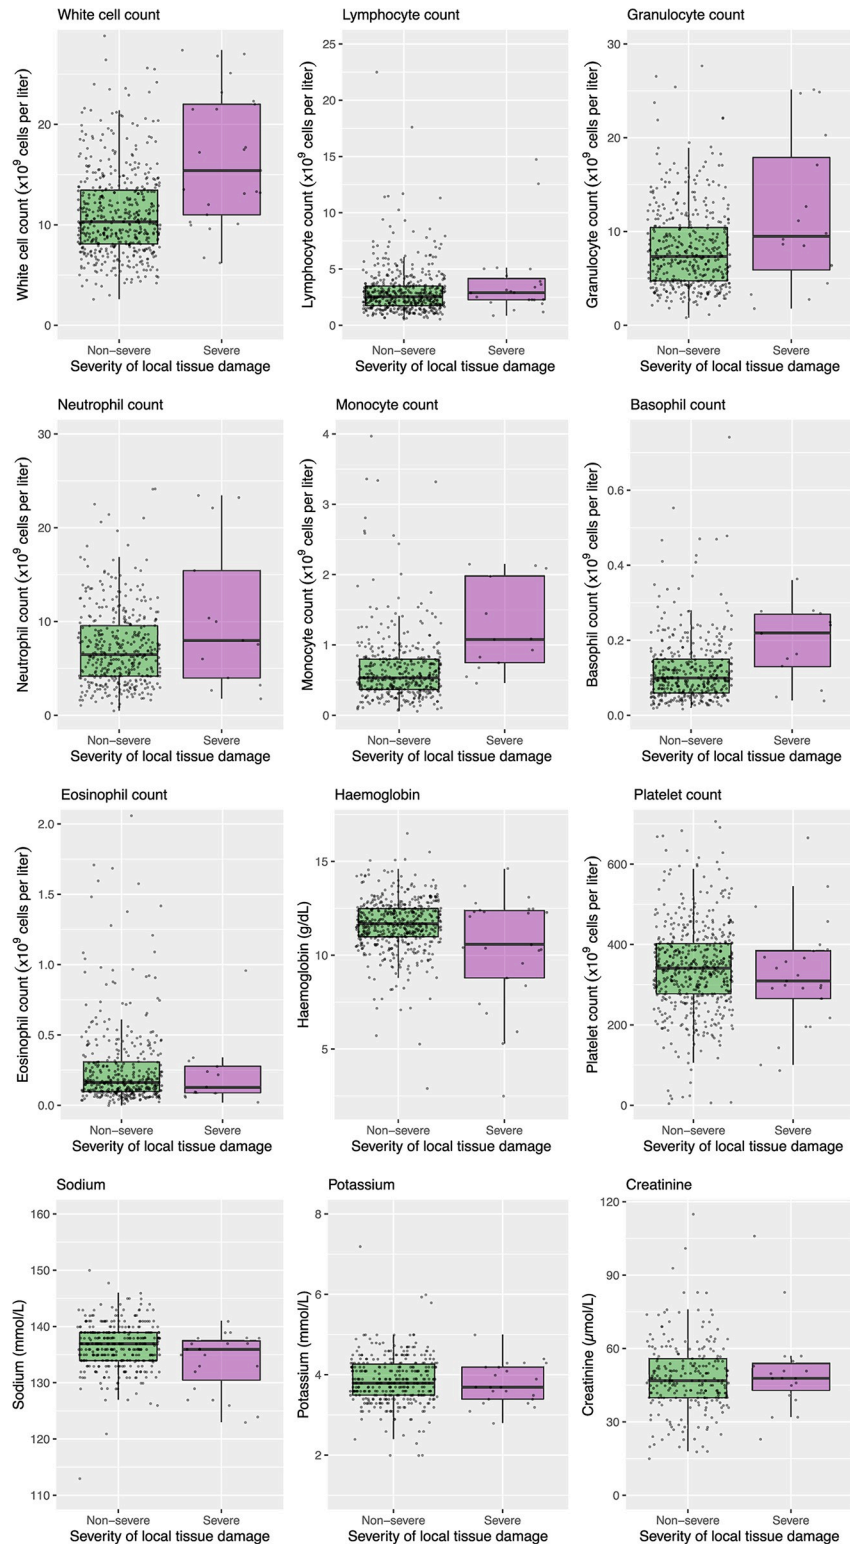 White cell count
White cell count (x10⁹ cells per liter)
20
10
0
Non−severe
Severe
Severity of local tissue damage
Lymphocyte count
Lymphocyte count (x10⁹ cells per liter)
25
20
15
10
5
0
Non−severe
Severe
Severity of local tissue damage
Granulocyte count
Granulocyte count (x10⁹ cells per liter)
30
20
10
0
Non−severe
Severe
Severity of local tissue damage
Neutrophil count
Neutrophil count (x10⁹ cells per liter)
30
20
10
0
Non−severe
Severe
Severity of local tissue damage
Monocyte count
Monocyte count (x10⁹ cells per liter)
4
3
2
1
0
Non−severe
Severe
Severity of local tissue damage
Basophil count
Basophil count (x10⁹ cells per liter)
0.6
0.4
0.2
0.0
Non−severe
Severe
Severity of local tissue damage
Eosinophil count
Eosinophil count (x10⁹ cells per liter)
2.0
1.5
1.0
0.5
0.0
Non−severe
Severe
Severity of local tissue damage
Haemoglobin
Haemoglobin (g/dL)
15
10
5
Non−severe
Severe
Severity of local tissue damage
Platelet count
Platelet count (x10⁹ cells per liter)
600
400
200
0
Non−severe
Severe
Severity of local tissue damage
Sodium
Sodium (mmol/L)
160
150
140
130
120
110
Non−severe
Severe
Severity of local tissue damage
Potassium
Potassium (mmol/L)
8
6
4
2
Non−severe
Severe
Severity of local tissue damage
Creatinine
Creatinine (µmol/L)
120
90
60
30
0
Non−severe
Severe
Severity of local tissue damage